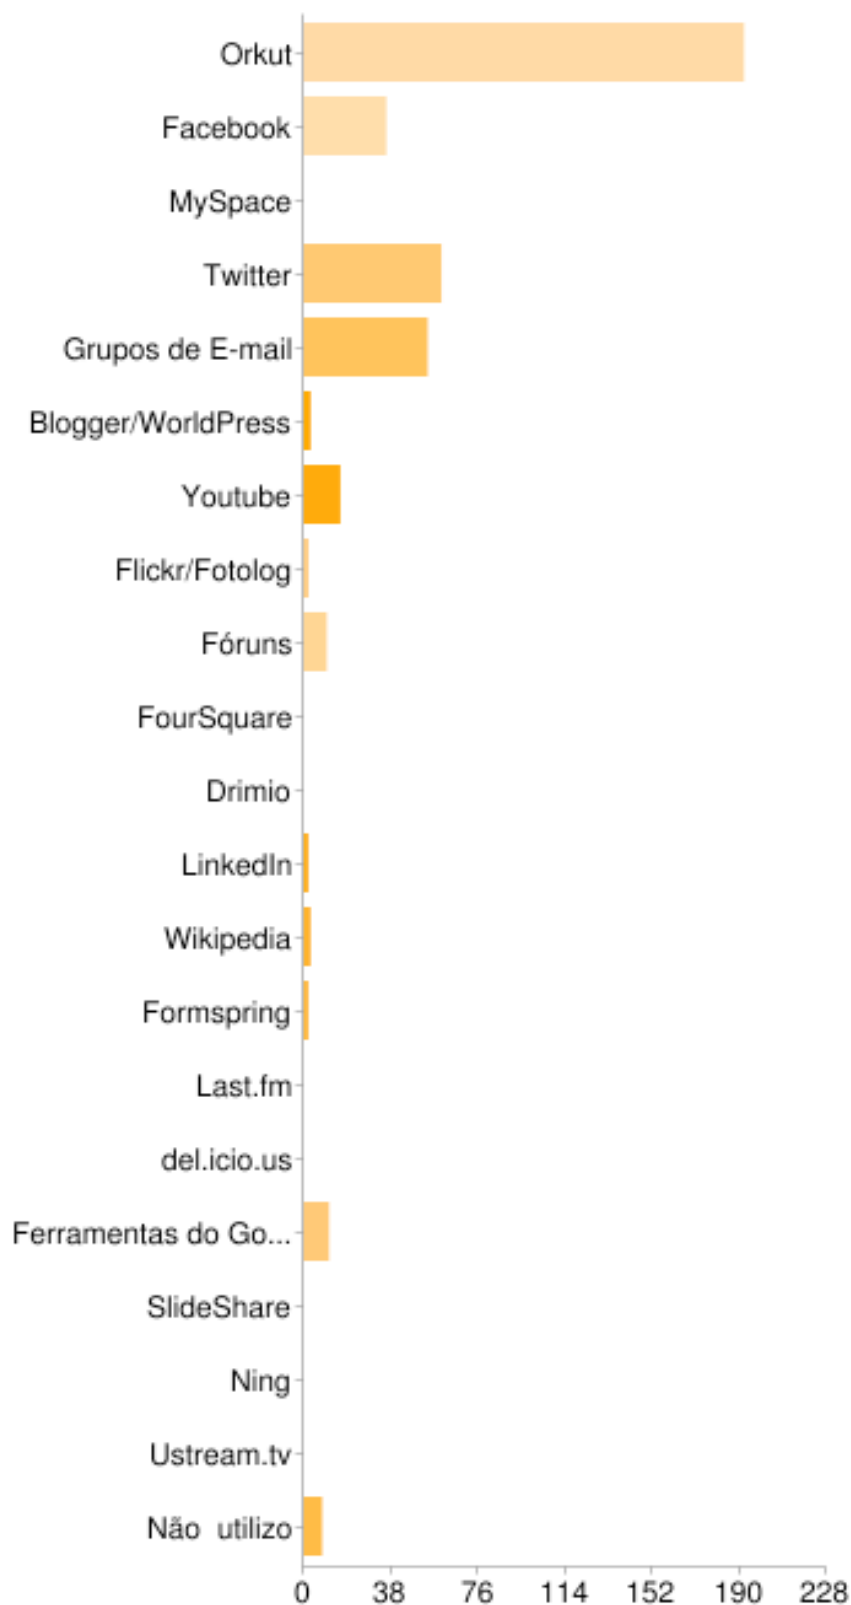 Orkut
Facebook
MySpace
Twitter
Grupos de E-mail
Blogger/WorldPress
Youtube
Flickr/Fotolog
Fóruns
FourSquare
Drimio
LinkedIn
Wikipedia
Formspring
Last.fm
del.icio.us
Ferramentas do Go...
SlideShare
Ning
Ustream.tv
Não utilizo
0 38 76 114 152 190 228